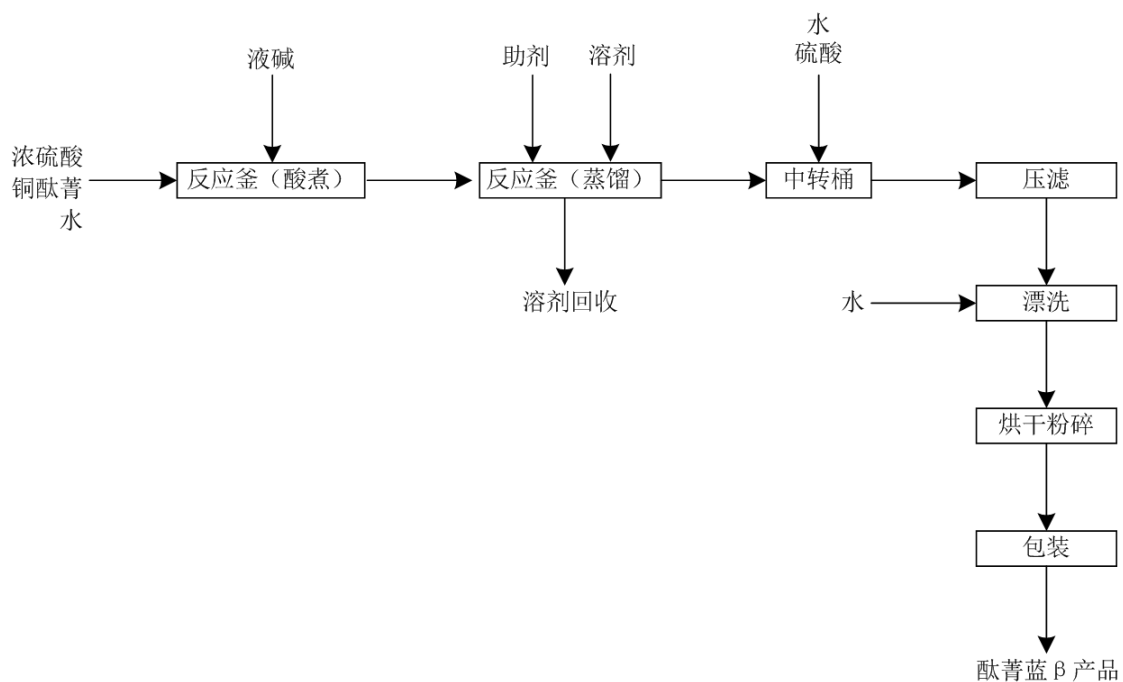 水
硫酸
液碱
助剂
溶剂
浓硫酸
铜酞菁
水
反应釜（酸煮）
反应釜（蒸馏）
中转桶
压滤
溶剂回收
水
漂洗
烘干粉碎
包装
酞菁蓝β产品